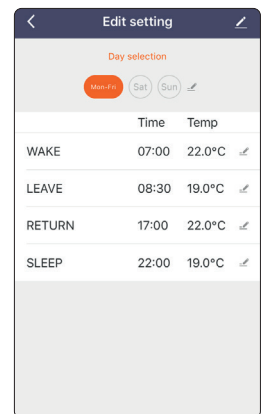 Edit setting
Day selection
Mon-Fri Sat Sun
Time Temp
WAKE 07:00 22.0°C
LEAVE 08:30 19.0°C
RETURN 17:00 22.0°C
SLEEP 22:00 19.0°C